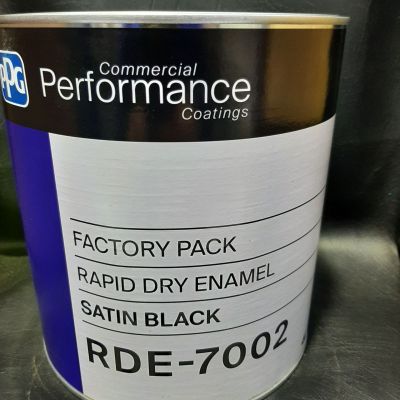 PPG
Commercial
Performance
Coatings
FACTORY PACK
RAPID DRY ENAMEL
SATIN BLACK
RDE-7002